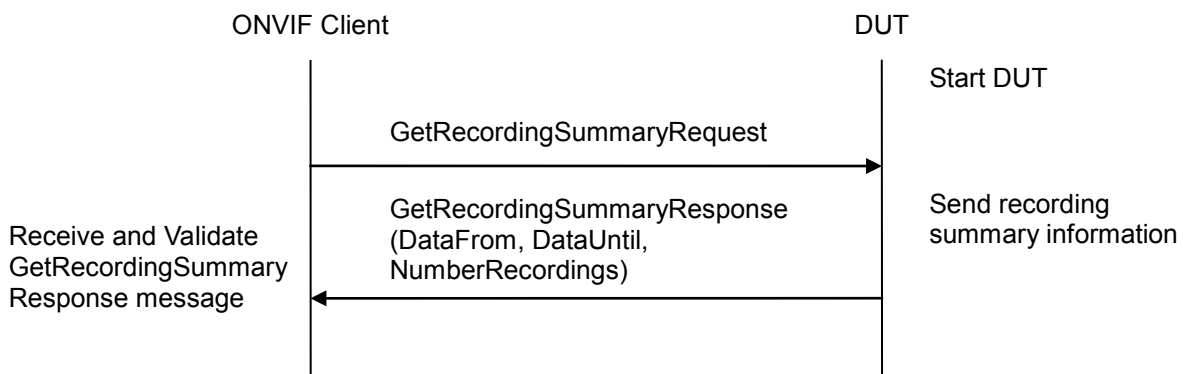 ONVIF Client
DUT
Start DUT
GetRecordingSummaryRequest
GetRecordingSummaryResponse
(DataFrom, DataUntil,
NumberRecordings)
Send recording
summary information
Receive and Validate
GetRecordingSummary
Response message